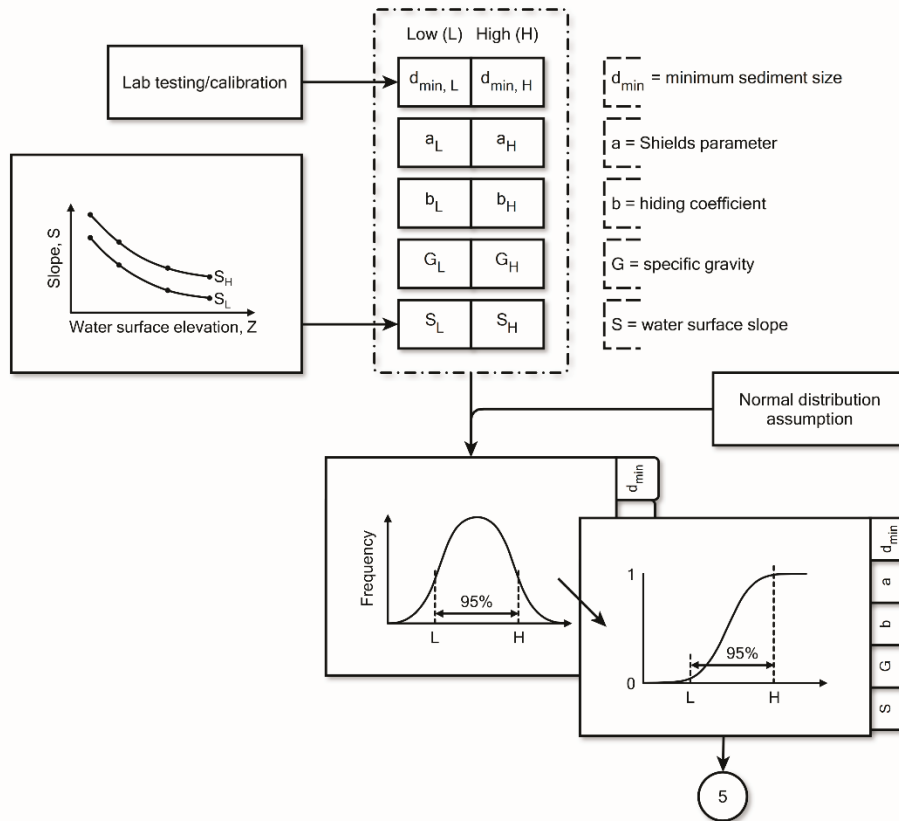 Low (L) High (H)
Lab testing/calibration
d_min, L d_min, H
d_min = minimum sediment size
a_L a_H
a = Shields parameter
b_L b_H
b = hiding coefficient
G_L G_H
G = specific gravity
S_L S_H
S = water surface slope
Slope, S
S_H
S_L
Water surface elevation, Z
Normal distribution
assumption
d_min
Frequency
95%
L H
d_min
a
b
G
S
1
95%
0
L H
5